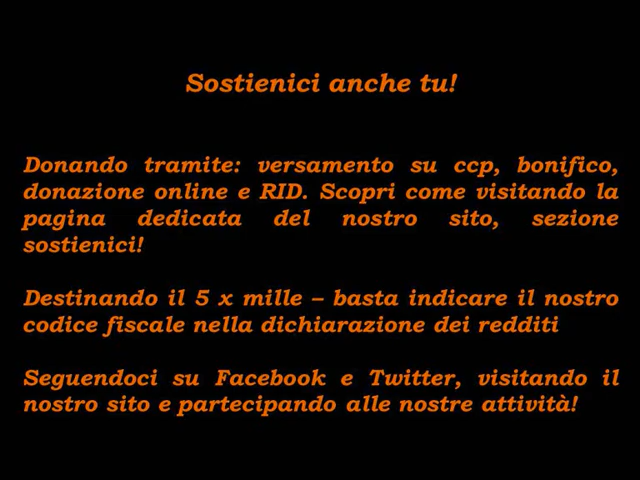 Sostienici anche tu!
Donando tramite: versamento su ccp, bonifico,
donazione online e RID. Scopri come visitando la
pagina dedicata del nostro sito, sezione
sostienici!
Destinando il 5 x mille – basta indicare il nostro
codice fiscale nella dichiarazione dei redditi
Seguendoci su Facebook e Twitter, visitando il
nostro sito e partecipando alle nostre attività!